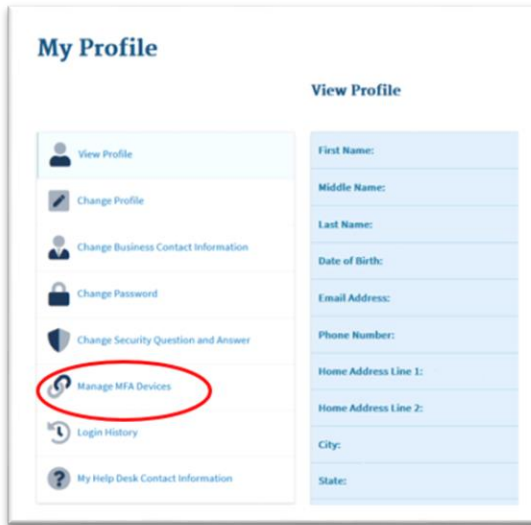 My Profile
View Profile
View Profile
Change Profile
Change Business Contact Information
Change Password
Change Security Question and Answer
Manage MFA Devices
Login History
My Help Desk Contact Information
First Name:
Middle Name:
Last Name:
Date of Birth:
Email Address:
Phone Number:
Home Address Line 1:
Home Address Line 2:
City:
State: